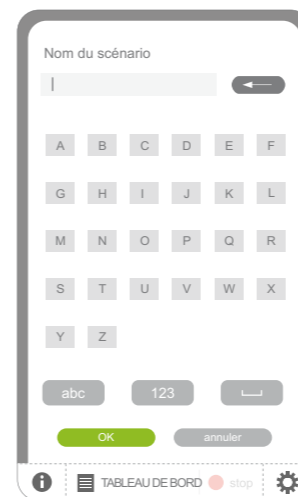 Nom du scénario
A B C D E F
G H I J K L
M N O P Q R
S T U V W X
Y Z
abc 123
OK annuler
TABLEAU DE BORD stop